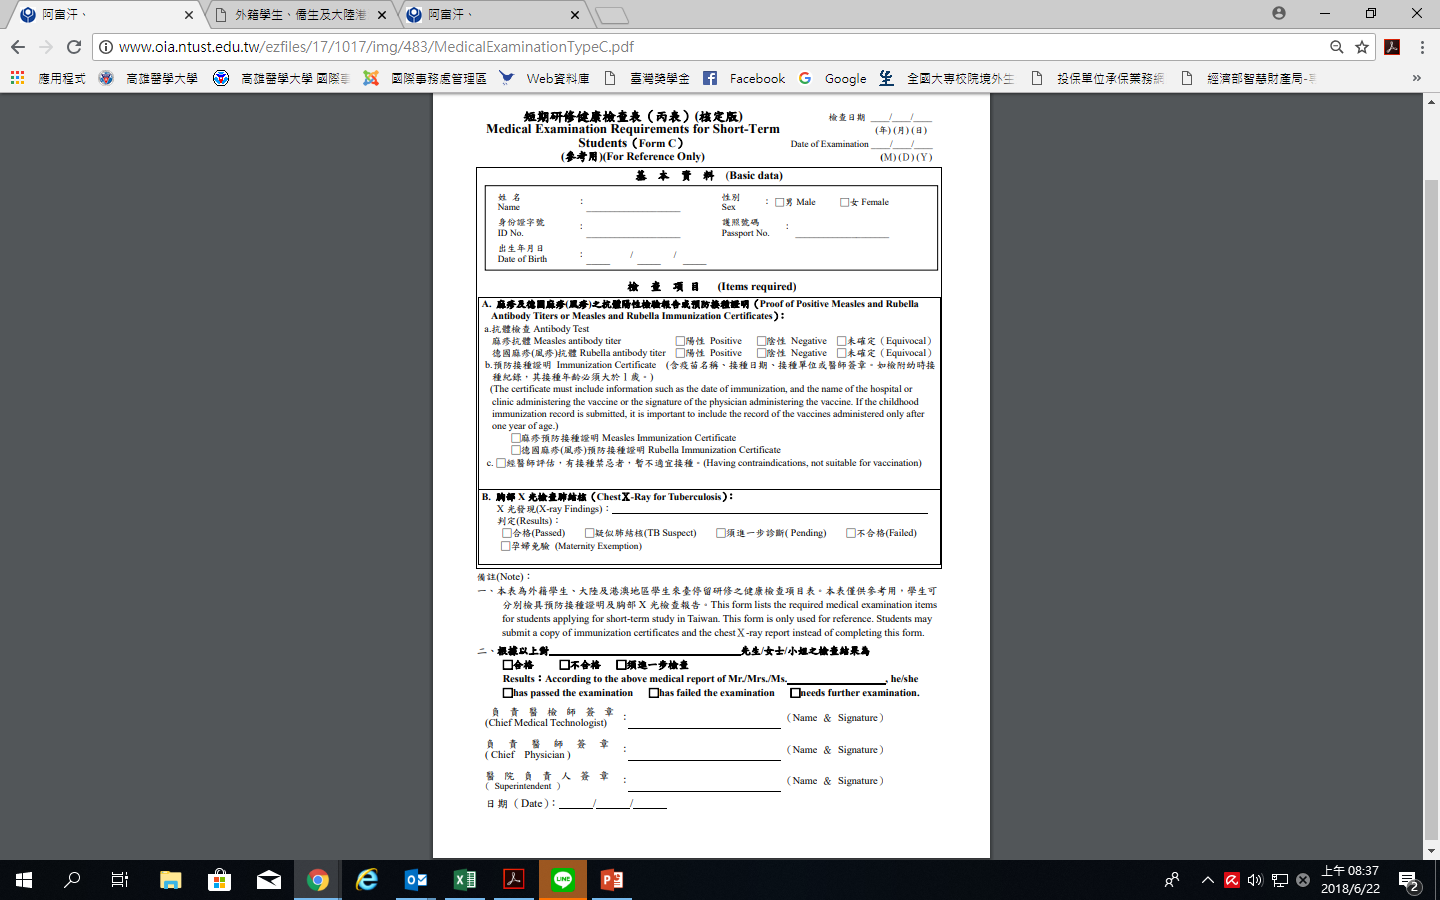 阿富汗、
外籍學生、僑生及大陸港
阿富汗、
www.oia.ntust.edu.tw/ezfiles/17/1017/img/483/MedicalExaminationTypeC.pdf
應用程式 高雄醫學大學 高雄醫學大學 國際 國際事務處管理區 Web資料庫 臺灣獎學金 Facebook Google 全國大專校院境外生 投保單位承保業務 經濟部智慧財產局- »
短期研修健康檢查表（丙表）(核定版)
檢查日期 ___/___/___
Medical Examination Requirements for Short-Term
(年) (月) (日)
Students（Form C）
Date of Examination ___/___/___
(參考用)(For Reference Only)
(M) (D) (Y)
基 本 資 料 (Basic data)
姓 名 ： 性別 ： □男 Male □女 Female
Name Sex
身份證字號 ： 護照號碼 ：
ID No. Passport No.
出生年月日 ： / /
Date of Birth
檢 查 項 目 (Items required)
A. 麻疹及德國麻疹(風疹)之抗體陽性檢驗報告或預防接種證明（Proof of Positive Measles and Rubella
Antibody Titers or Measles and Rubella Immunization Certificates）：
a.抗體檢查 Antibody Test
麻疹抗體 Measles antibody titer □陽性 Positive □陰性 Negative □未確定（Equivocal）
德國麻疹(風疹)抗體 Rubella antibody titer □陽性 Positive □陰性 Negative □未確定（Equivocal）
b.預防接種證明 Immunization Certificate （含疫苗名稱、接種日期、接種單位或醫師簽章。如檢附幼時接
種紀錄，其接種年齡必須大於1歲。)
(The certificate must include information such as the date of immunization, and the name of the hospital or
clinic administering the vaccine or the signature of the physician administering the vaccine. If the childhood
immunization record is submitted, it is important to include the record of the vaccines administered only after
one year of age.)
□麻疹預防接種證明 Measles Immunization Certificate
□德國麻疹(風疹)預防接種證明 Rubella Immunization Certificate
c. □經醫師評估，有接種禁忌者，暫不適宜接種。(Having contraindications, not suitable for vaccination)
B. 胸部 X 光檢查肺結核（Chest X-Ray for Tuberculosis）：
X 光發現(X-ray Findings)：
判定(Results)：
□合格(Passed) □疑似肺結核(TB Suspect) □須進一步診斷( Pending) □不合格(Failed)
□孕婦免驗 (Maternity Exemption)
備註(Note)：
一、本表為外籍學生、大陸及港澳地區學生來臺停留研修之健康檢查項目表。本表僅供參考用，學生可
分別檢具預防接種證明及胸部 X 光檢查報告。This form lists the required medical examination items
for students applying for short-term study in Taiwan. This form is only used for reference. Students may
submit a copy of immunization certificates and the chest X-ray report instead of completing this form.
二、根據以上對____________________先生/女士/小姐之檢查結果為
□合格 □不合格 □須進一步檢查
Results：According to the above medical report of Mr./Mrs./Ms.__________, he/she
□has passed the examination □has failed the examination □needs further examination.
負 責 醫 檢 師 簽 章 ： （Name & Signature）
(Chief Medical Technologist)
負 責 醫 師 簽 章 ： （Name & Signature）
( Chief Physician )
醫 院 負 責 人 簽 章 ： （Name & Signature）
( Superintendent )
日期（Date）：______/______/______
上午 08:37
2018/6/22
2
LINE